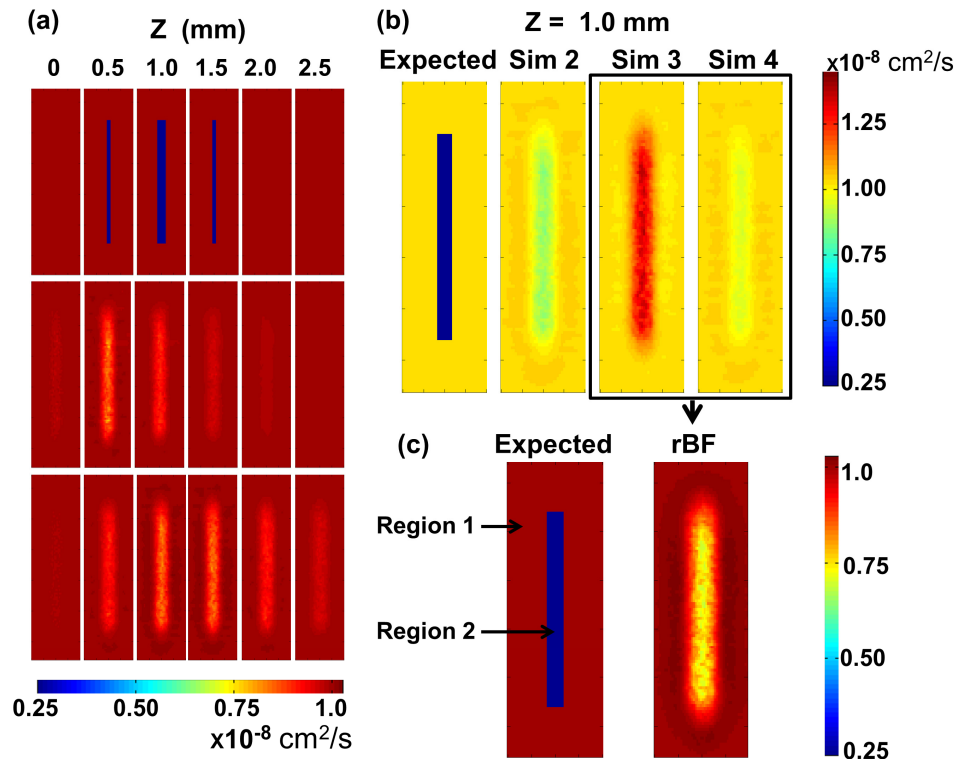 (a)
Z (mm)
0 0.5 1.0 1.5 2.0 2.5
0.25 0.50 0.75 1.0
x10-8 cm2/s
(b)
Z = 1.0 mm
Expected Sim 2 Sim 3 Sim 4
x10-8 cm2/s
1.25
1.00
0.75
0.50
0.25
(c)
Expected rBF
Region 1
Region 2
1.0
0.75
0.50
0.25